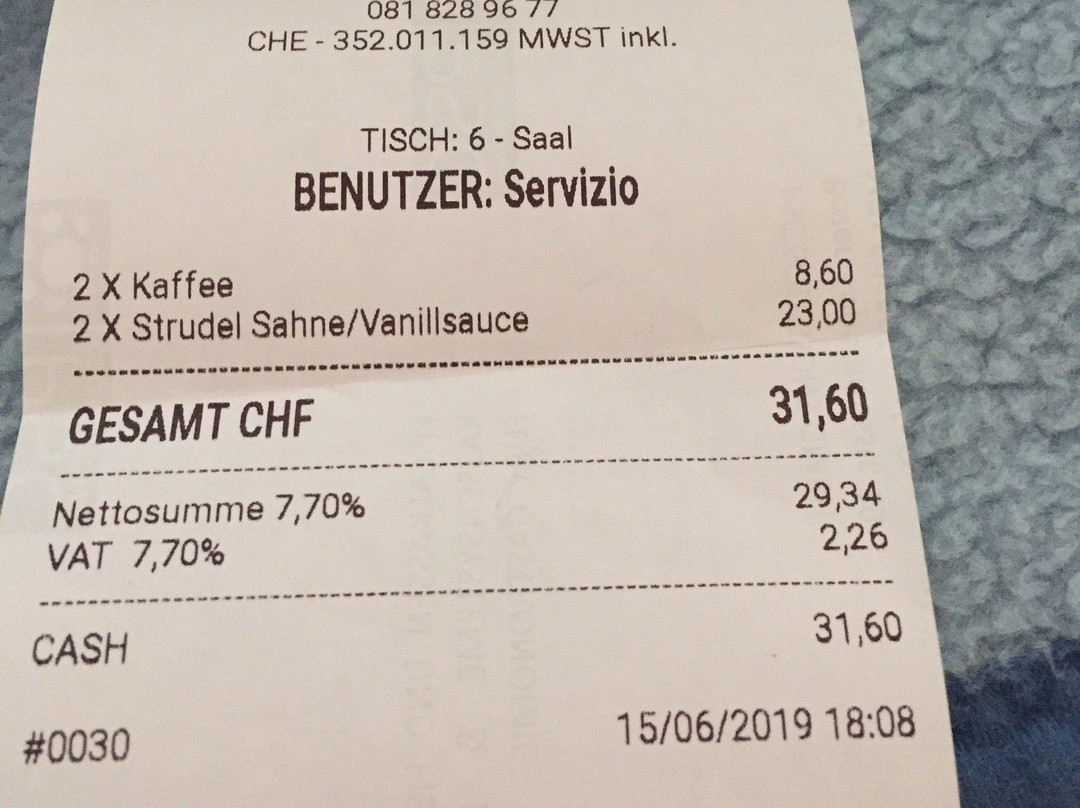 081 828 96 77
CHE - 352.011.159 MWST inkl.
TISCH: 6 - Saal
BENUTZER: Servizio
2 X Kaffee 8,60
2 X Strudel Sahne/Vanillsauce 23,00
GESAMT CHF 31,60
Nettosumme 7,70% 29,34
VAT 7,70% 2,26
CASH 31,60
#0030 15/06/2019 18:08